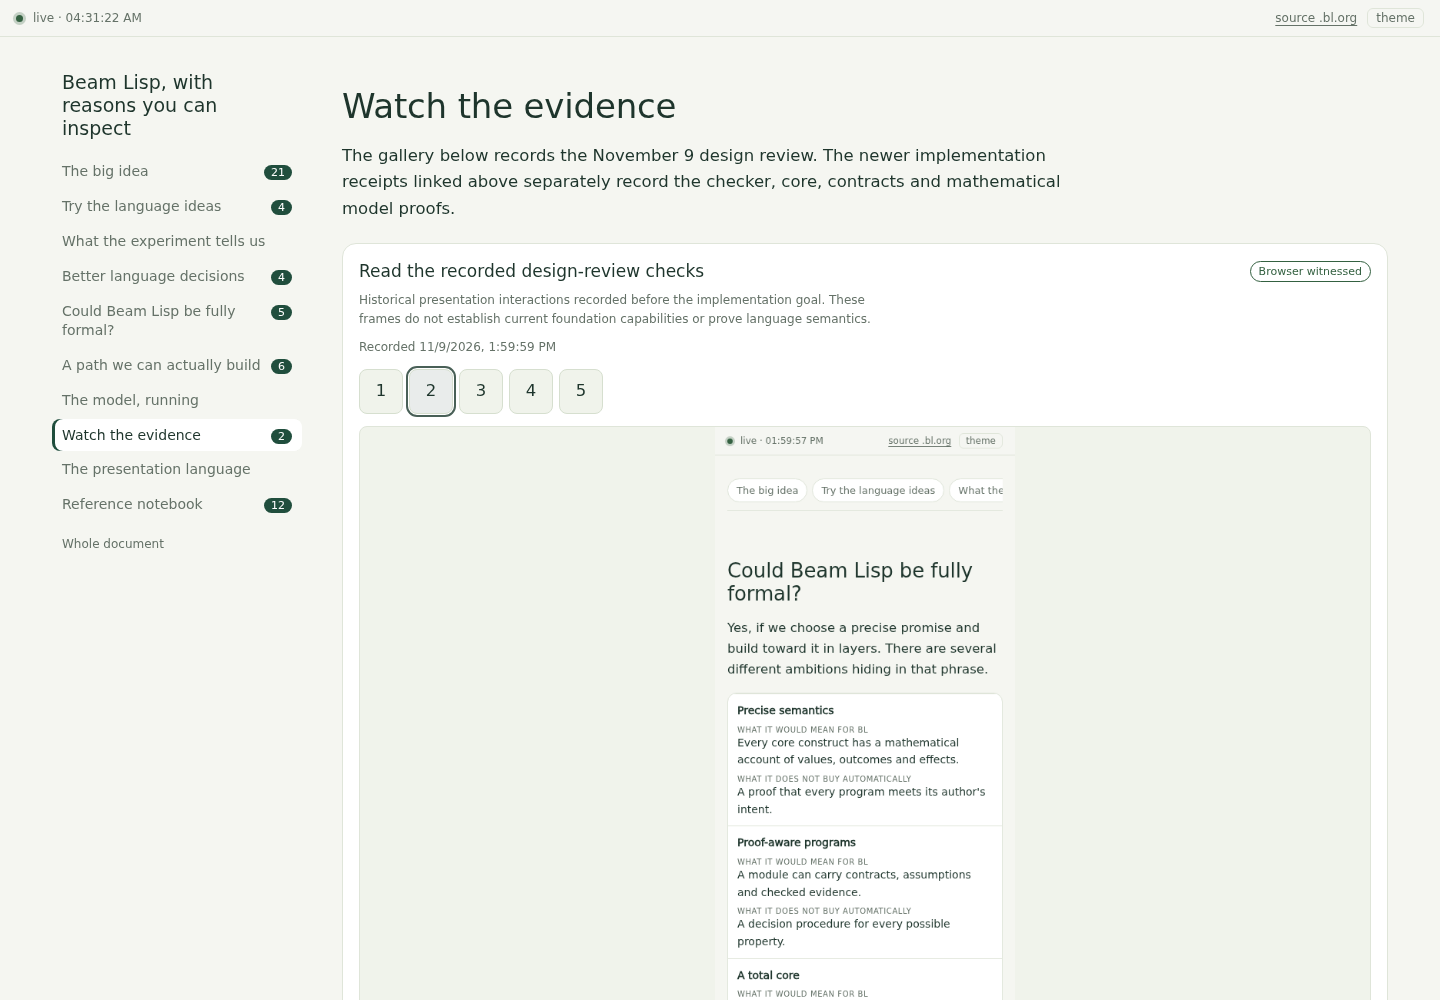 live · 04:31:22 AM
source .bl.org
theme
Beam Lisp, with
reasons you can
inspect
The big idea
21
Try the language ideas
4
What the experiment tells us
Better language decisions
4
Could Beam Lisp be fully
formal?
5
A path we can actually build
6
The model, running
Watch the evidence
2
The presentation language
Reference notebook
12
Whole document
Watch the evidence
The gallery below records the November 9 design review. The newer implementation
receipts linked above separately record the checker, core, contracts and mathematical
model proofs.
Read the recorded design-review checks
Browser witnessed
Historical presentation interactions recorded before the implementation goal. These
frames do not establish current foundation capabilities or prove language semantics.
Recorded 11/9/2026, 1:59:59 PM
1
2
3
4
5
live · 01:59:57 PM
source .bl.org
theme
The big idea
Try the language ideas
What the
Could Beam Lisp be fully
formal?
Yes, if we choose a precise promise and
build toward it in layers. There are several
different ambitions hiding in that phrase.
Precise semantics
WHAT IT WOULD MEAN FOR BL
Every core construct has a mathematical
account of values, outcomes and effects.
WHAT IT DOES NOT BUY AUTOMATICALLY
A proof that every program meets its author's
intent.
Proof-aware programs
WHAT IT WOULD MEAN FOR BL
A module can carry contracts, assumptions
and checked evidence.
WHAT IT DOES NOT BUY AUTOMATICALLY
A decision procedure for every possible
property.
A total core
WHAT IT WOULD MEAN FOR BL